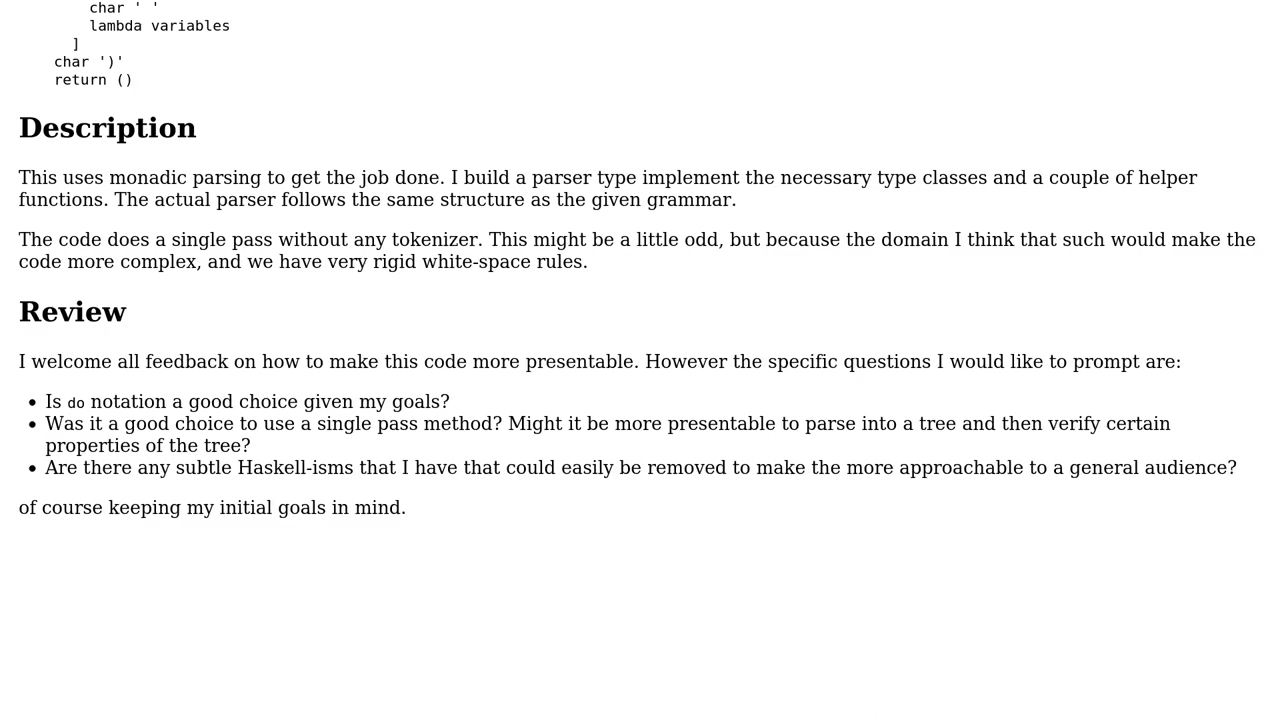 char ' '
lambda variables
]
char ')'
return ()
Description
This uses monadic parsing to get the job done. I build a parser type implement the necessary type classes and a couple of helper
functions. The actual parser follows the same structure as the given grammar.
The code does a single pass without any tokenizer. This might be a little odd, but because the domain I think that such would make the
code more complex, and we have very rigid white-space rules.
Review
I welcome all feedback on how to make this code more presentable. However the specific questions I would like to prompt are:
• Is do notation a good choice given my goals?
• Was it a good choice to use a single pass method? Might it be more presentable to parse into a tree and then verify certain
properties of the tree?
• Are there any subtle Haskell-isms that I have that could easily be removed to make the more approachable to a general audience?
of course keeping my initial goals in mind.